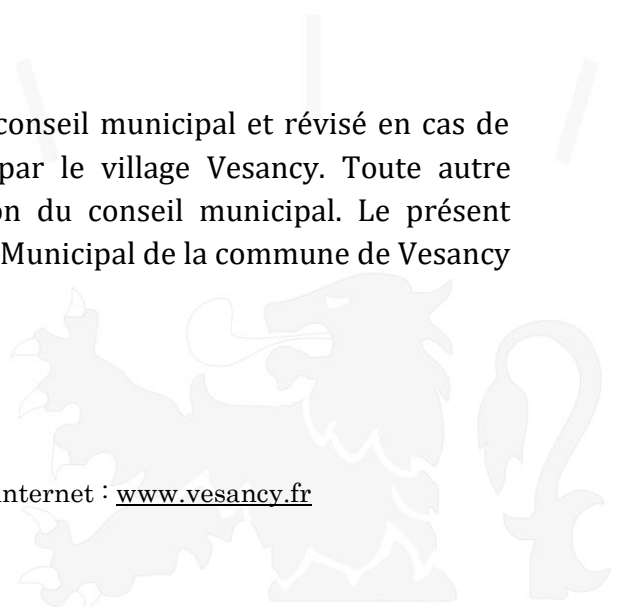 conseil municipal et révisé en cas de
par le village Vesancy. Toute autre
on du conseil municipal. Le présent
Municipal de la commune de Vesancy
internet : www.vesancy.fr